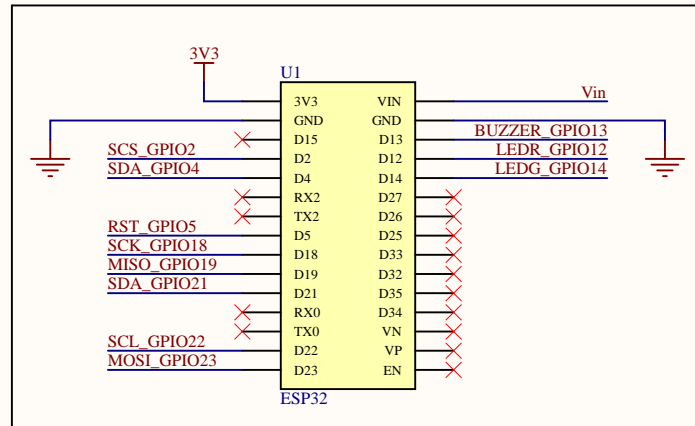 3V3
U1
3V3 VIN Vin
GND GND
D15 D13 BUZZER_GPIO13
SCS_GPIO2 D2 D12 LEDR_GPIO12
SDA_GPIO4 D4 D14 LEDG_GPIO14
RX2 D27
TX2 D26
RST_GPIO5 D5 D25
SCK_GPIO18 D18 D33
MISO_GPIO19 D19 D32
SDA_GPIO21 D21 D35
RX0 D34
TX0 VN
SCL_GPIO22 D22 VP
MOSI_GPIO23 D23 EN
ESP32